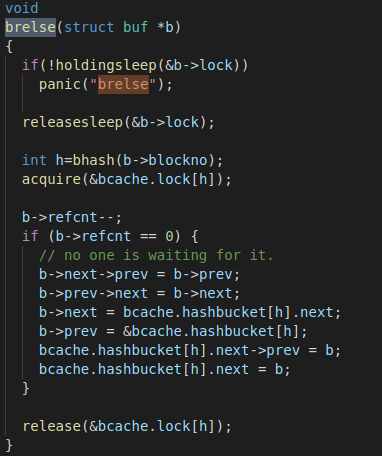 void
brelse(struct buf *b)
{
  if(!holdingsleep(&b->lock))
    panic("brelse");

  releasesleep(&b->lock);

  int h=bhash(b->blockno);
  acquire(&bcache.lock[h]);

  b->refcnt--;
  if (b->refcnt == 0) {
    // no one is waiting for it.
    b->next->prev = b->prev;
    b->prev->next = b->next;
    b->next = bcache.hashbucket[h].next;
    b->prev = &bcache.hashbucket[h];
    bcache.hashbucket[h].next->prev = b;
    bcache.hashbucket[h].next = b;
  }

  release(&bcache.lock[h]);
}